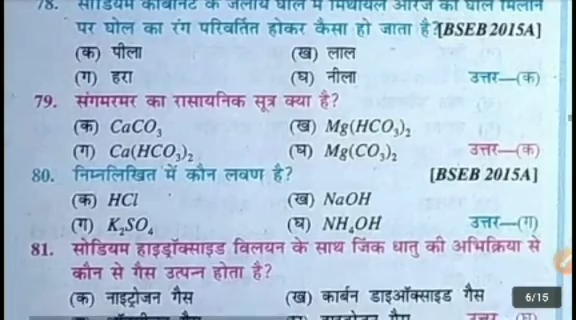 78. सोडियम कार्बोनेट के जलीय घोल में मिथायल ऑरेंज का घोल मिलाने
पर घोल का रंग परिवर्तित होकर कैसा हो जाता है? [BSEB 2015A]
(क) पीला (ख) लाल
(ग) हरा (घ) नीला उत्तर—(क)
79. संगमरमर का रासायनिक सूत्र क्या है?
(क) CaCO₃ (ख) Mg(HCO₃)₂
(ग) Ca(HCO₃)₂ (घ) Mg(CO₃)₂ उत्तर—(क)
80. निम्नलिखित में कौन लवण है? [BSEB 2015A]
(क) HCl (ख) NaOH
(ग) K₂SO₄ (घ) NH₄OH उत्तर—(ग)
81. सोडियम हाइड्रॉक्साइड विलयन के साथ जिंक धातु की अभिक्रिया से
कौन से गैस उत्पन्न होता है?
(क) नाइट्रोजन गैस (ख) कार्बन डाइऑक्साइड गैस
6/15